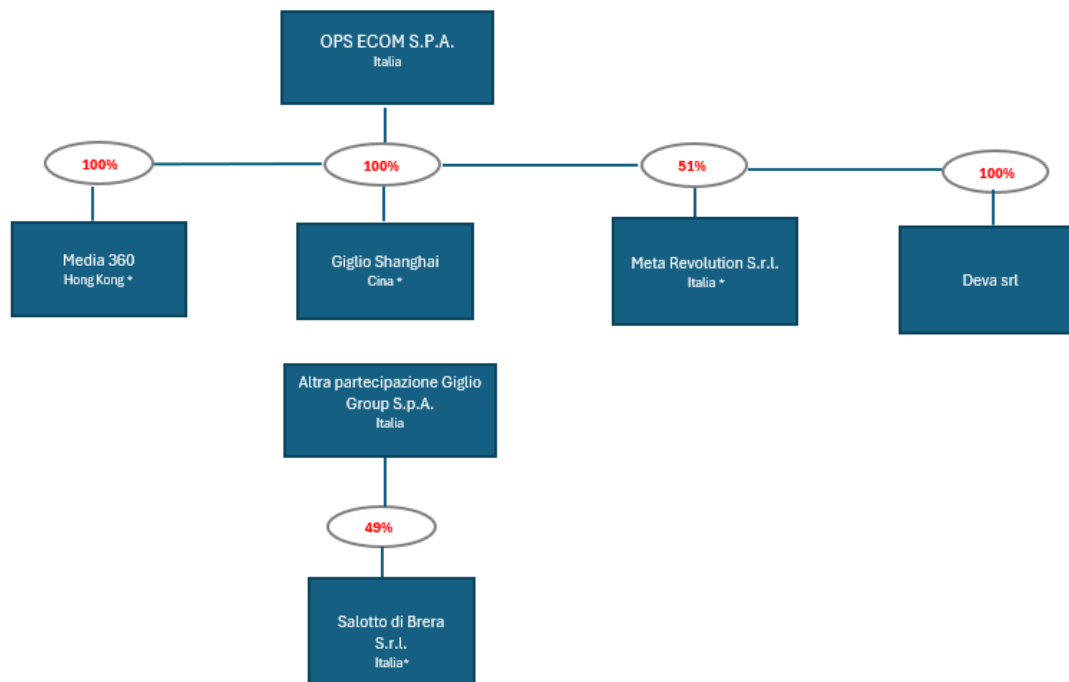 OPS ECOM S.P.A.
Italia
100%
100%
51%
100%
Media 360
Hong Kong *
Giglio Shanghai
Cina *
Meta Revolution S.r.l.
Italia *
Deva srl
Altra partecipazione Giglio
Group S.p.A.
Italia
49%
Salotto di Brera
S.r.l.
Italia*